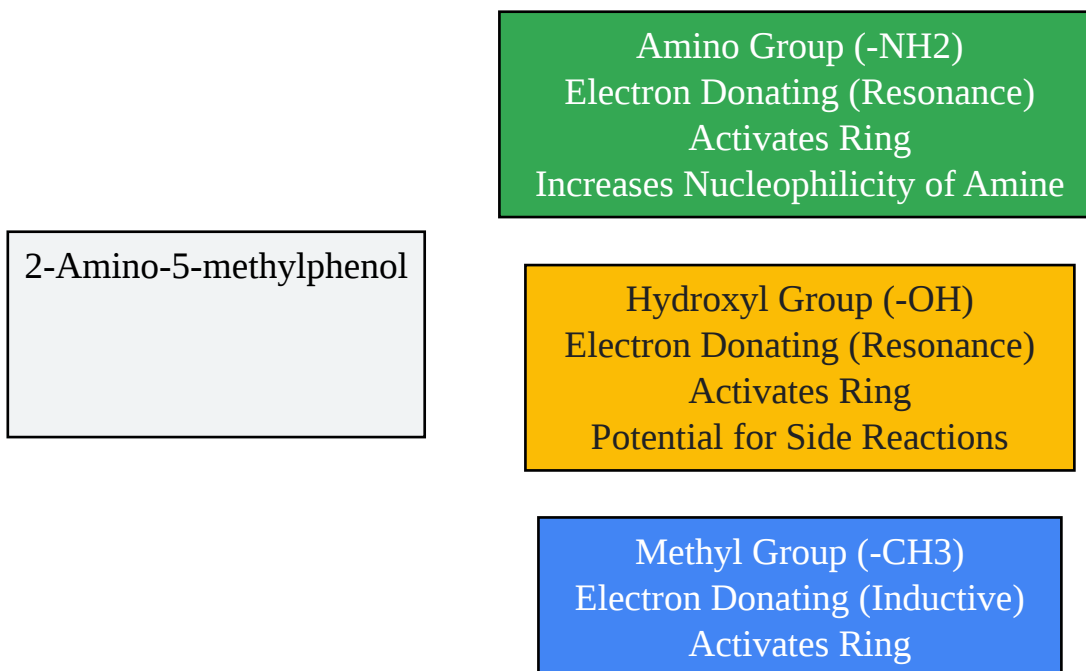 Amino Group (-NH2)
Electron Donating (Resonance)
Activates Ring
Increases Nucleophilicity of Amine
2-Amino-5-methylphenol
Hydroxyl Group (-OH)
Electron Donating (Resonance)
Activates Ring
Potential for Side Reactions
Methyl Group (-CH3)
Electron Donating (Inductive)
Activates Ring